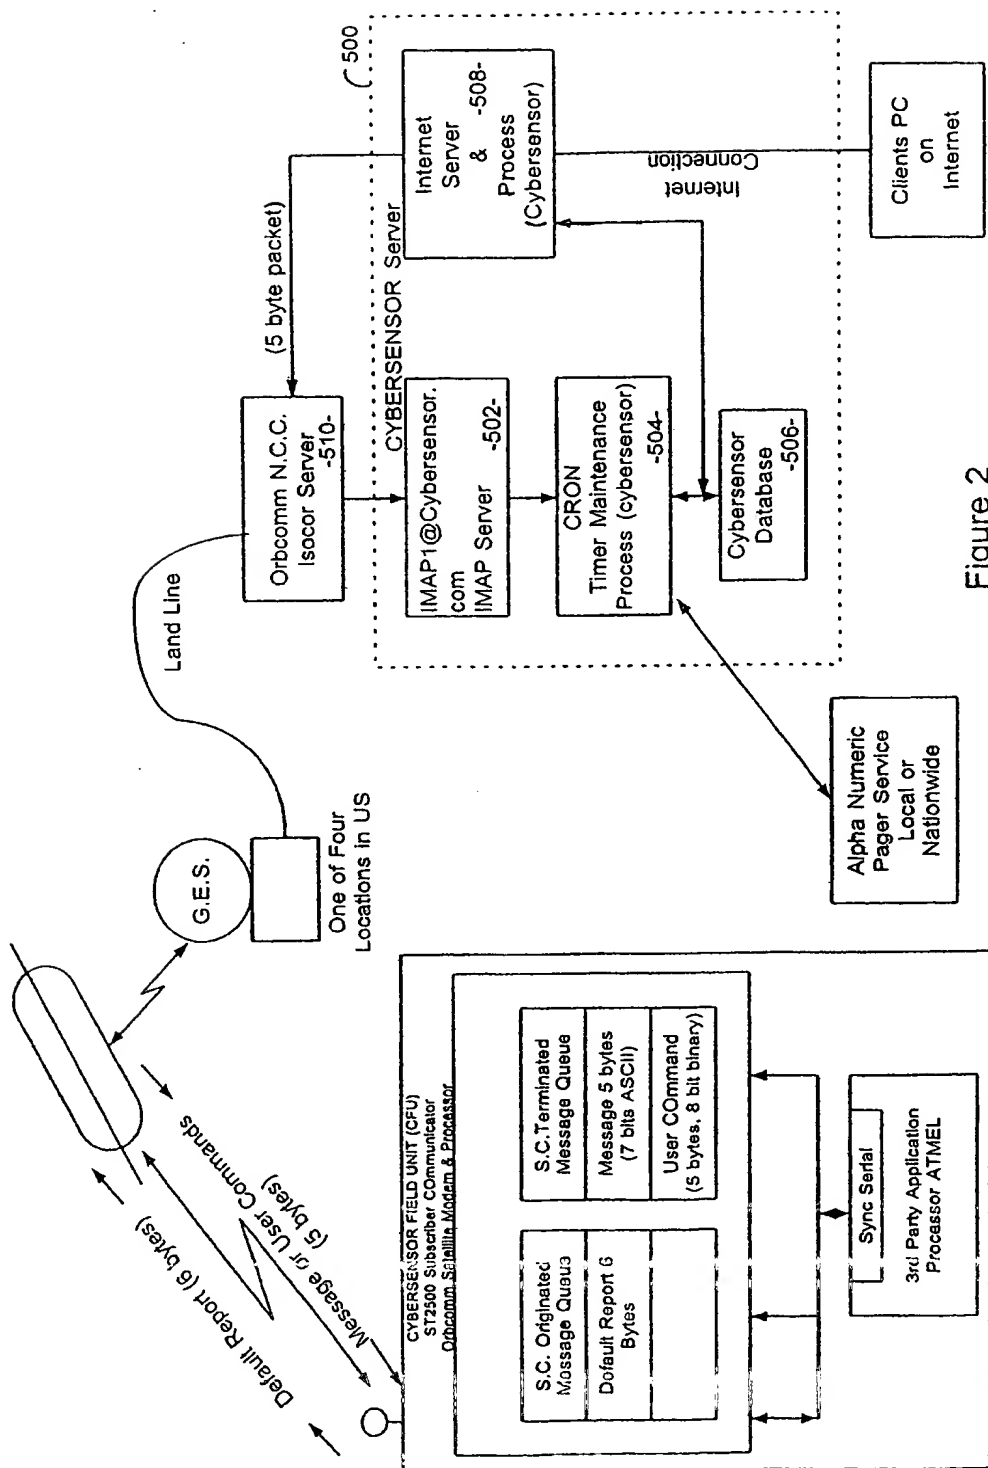 Default Report (6 bytes)
Message or User Commands
(5 bytes)
G.E.S.
One of Four
Locations in US
Land Line
Orbcomm N.C.C.
Isocor Server
-510-
(5 byte packet)
500
CYBERSENSOR Server
IMAP1@Cybersensor.
com
IMAP Server -502-
CRON
Timer Maintenance
Process (cybersensor)
-504-
Cybersensor
Database
-506-
Internet
Server
& -508-
Process
(Cybersensor)
Internet
Connection
Clients PC
on
Internet
Alpha Numeric
Pager Service
Local or
Nationwide
CYBERSENSOR FIELD UNIT (CFU)
ST2500 Subscriber COmmunicator
Orbcomm Satellite Modem & Processor
S.C. Originated
Message Queue
Default Report 6
Bytes
S.C.Terminated
Message Queue
Message 5 bytes
(7 bits ASCII)
User COmmand
(5 bytes, 8 bit binary)
Sync Serial
3rd Party Application
Processor ATMEL
Figure 2